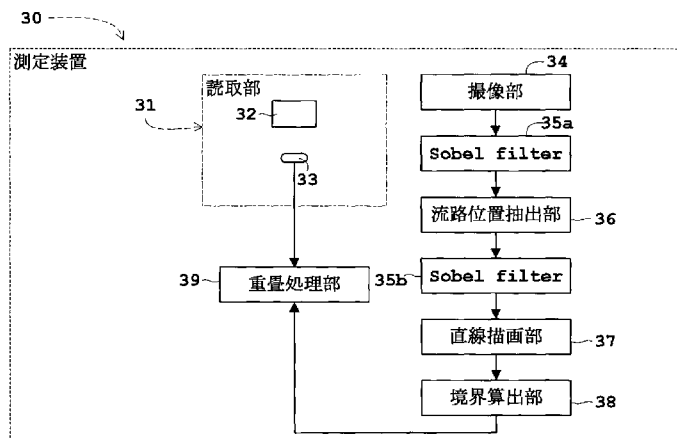 30
測定装置
読取部
31
32
33
34
撮像部
35a
Sobel filter
流路位置抽出部
36
35b
Sobel filter
39
重畳処理部
直線描画部
37
境界算出部
38